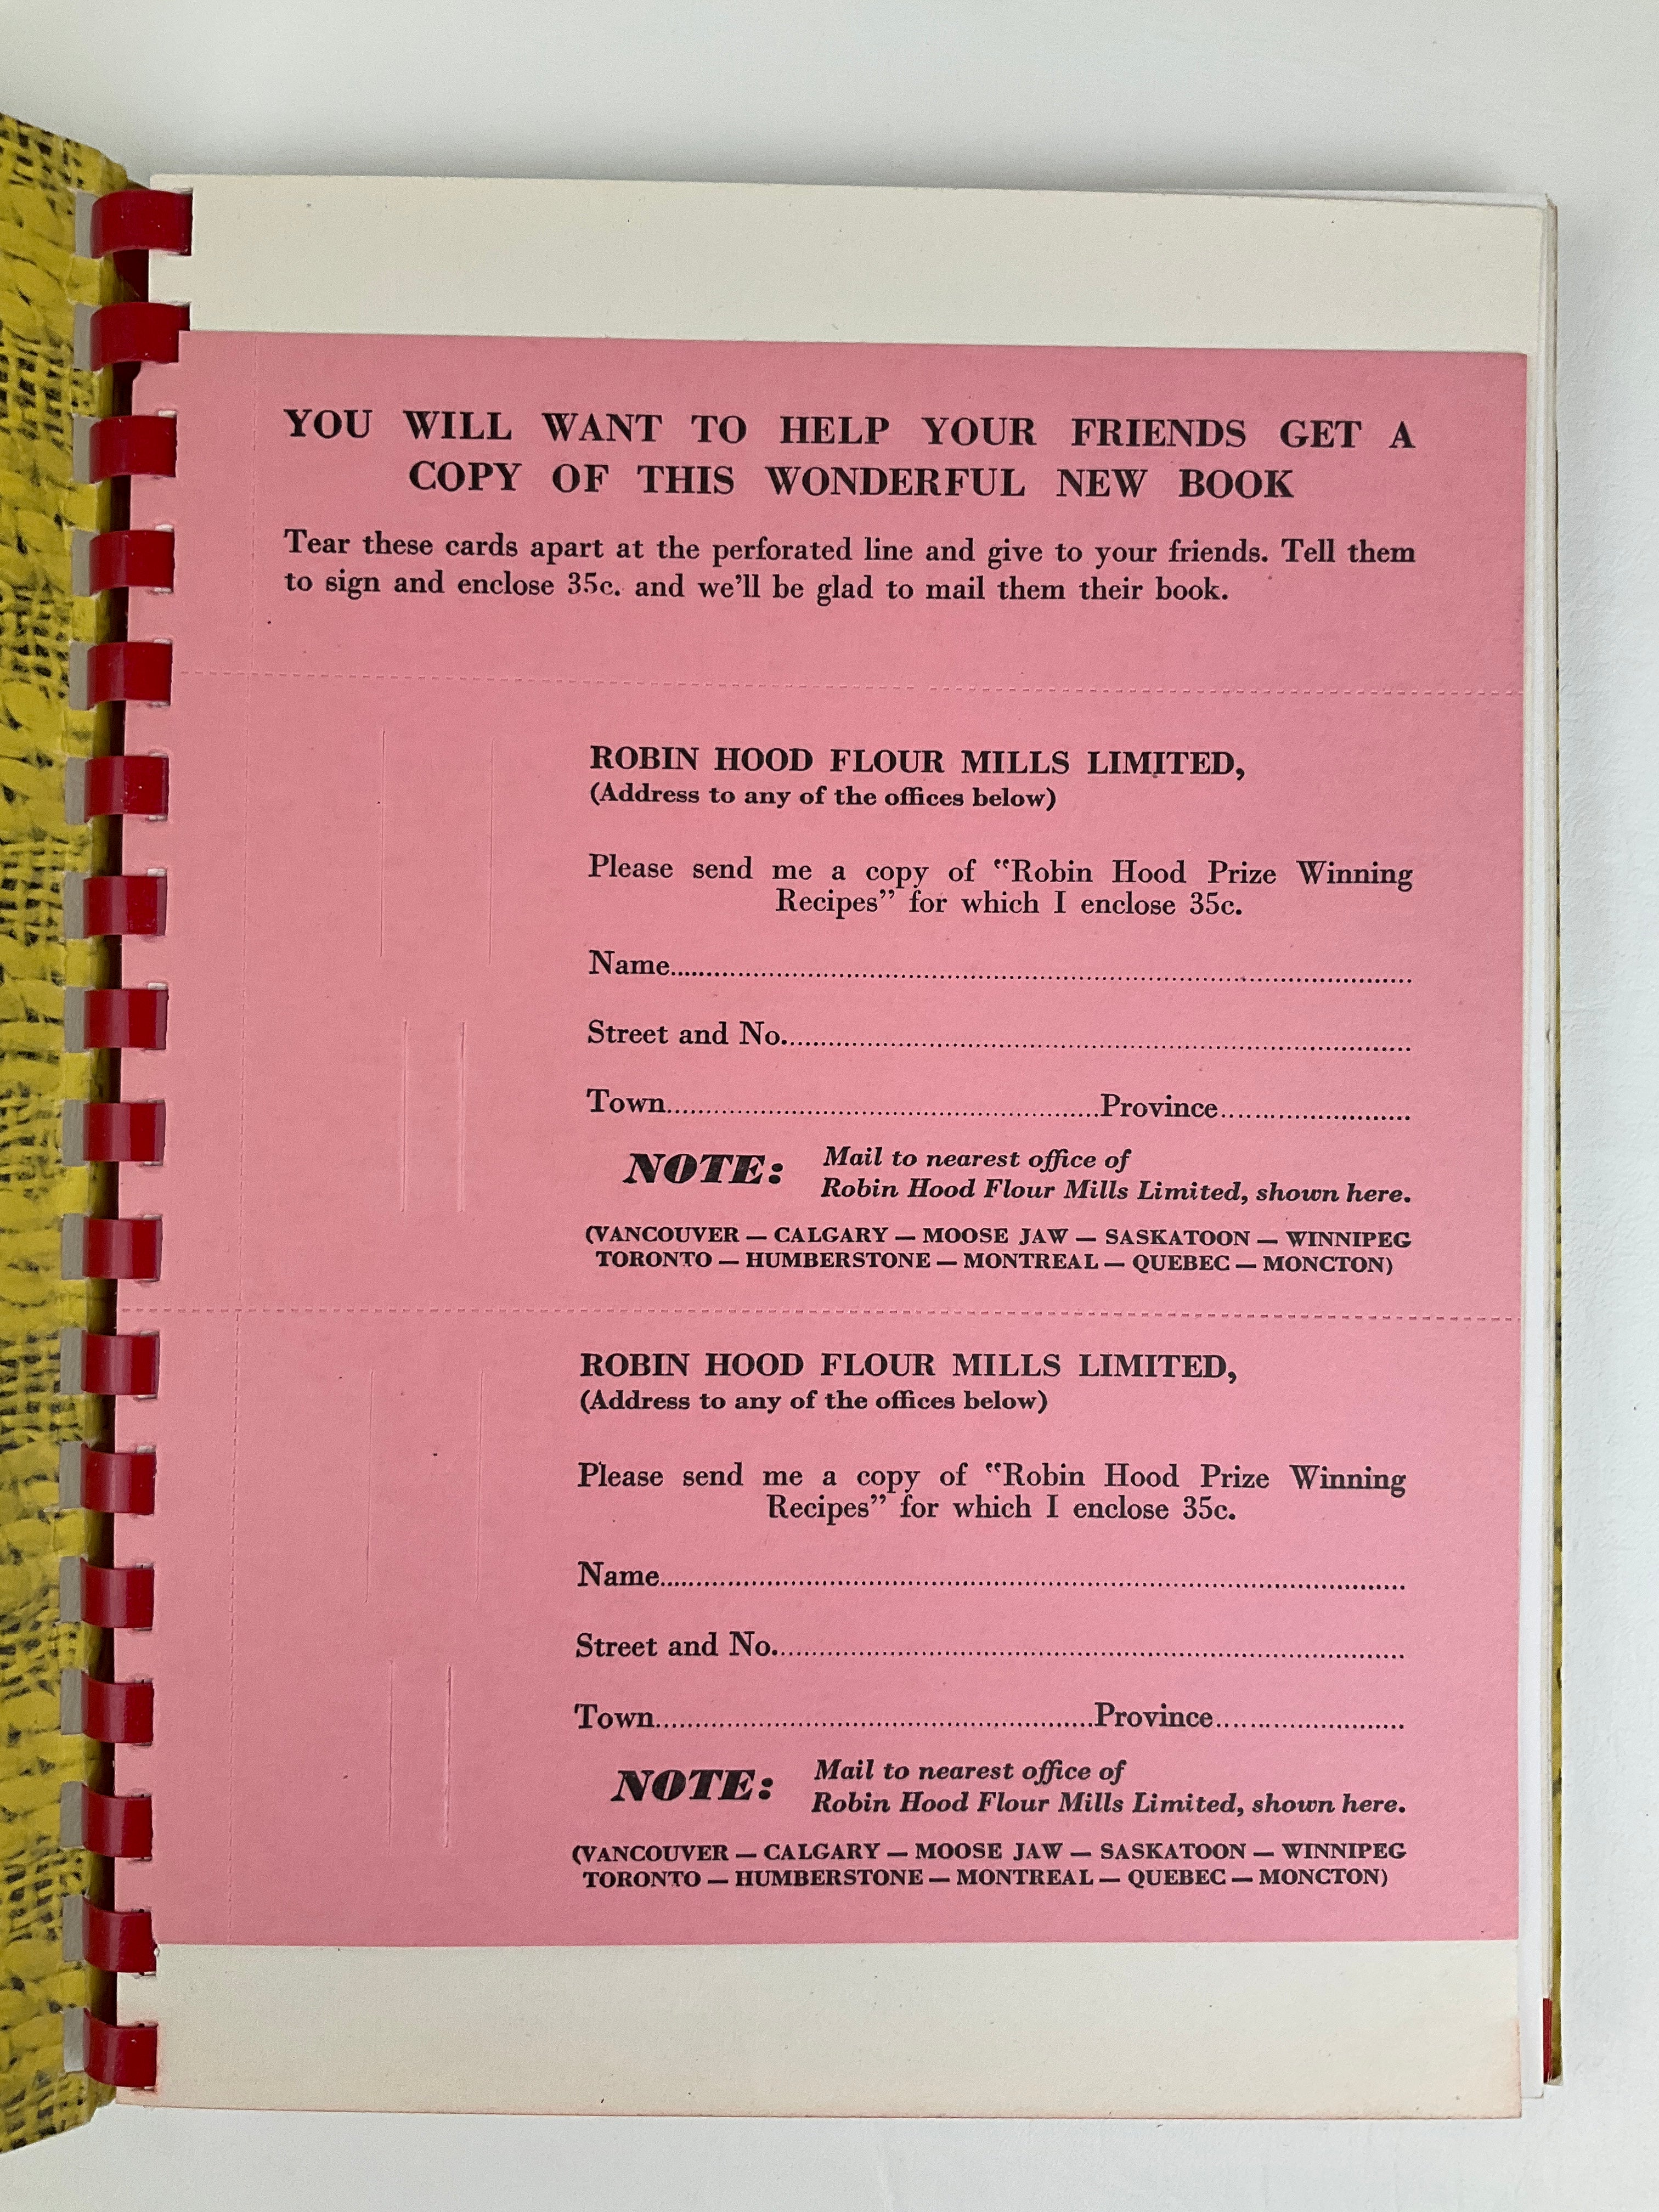 YOU WILL WANT TO HELP YOUR FRIENDS GET A
COPY OF THIS WONDERFUL NEW BOOK
Tear these cards apart at the perforated line and give to your friends. Tell them
to sign and enclose 35c. and we'll be glad to mail them their book.
ROBIN HOOD FLOUR MILLS LIMITED,
(Address to any of the offices below)
Please send me a copy of "Robin Hood Prize Winning
Recipes" for which I enclose 35c.
Name
Street and No.
Town Province
NOTE: Mail to nearest office of
Robin Hood Flour Mills Limited, shown here.
(VANCOUVER — CALGARY — MOOSE JAW — SASKATOON — WINNIPEG
TORONTO — HUMBERSTONE — MONTREAL — QUEBEC — MONCTON)
ROBIN HOOD FLOUR MILLS LIMITED,
(Address to any of the offices below)
Please send me a copy of "Robin Hood Prize Winning
Recipes" for which I enclose 35c.
Name
Street and No.
Town Province
NOTE: Mail to nearest office of
Robin Hood Flour Mills Limited, shown here.
(VANCOUVER — CALGARY — MOOSE JAW — SASKATOON — WINNIPEG
TORONTO — HUMBERSTONE — MONTREAL — QUEBEC — MONCTON)